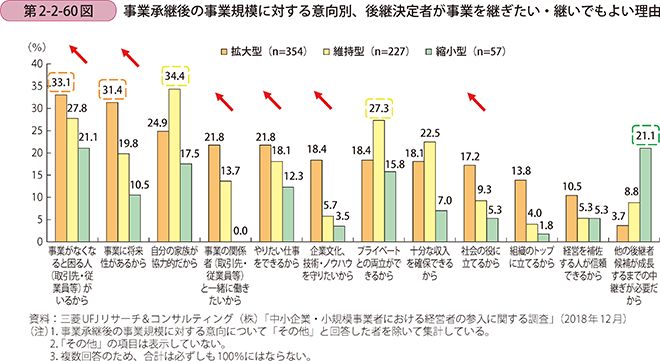 第2-2-60図
事業承継後の事業規模に対する意向別、後継決定者が事業を継ぎたい・継いでもよい理由
(%)
拡大型（n=354） 維持型（n=227） 縮小型（n=57）
40
35
30
25
20
15
10
5
0
33.1 27.8 21.1
31.4 19.8 10.5
24.9 34.4 17.5
21.8 13.7 0.0
21.8 18.1 12.3
18.4 5.7 3.5
18.4 27.3 15.8
18.1 22.5 7.0
17.2 9.3 5.3
13.8 4.0 1.8
10.5 5.3 5.3
3.7 8.8 21.1
事業がなくな
ると困る人
（取引先・従
業員等）が
いるから
事業に将来
性があるから
自分の家族が
協力的だから
事業の関係
者（取引先・
従業員等）
と一緒に働
きたいから
やりたい仕事
をできるから
企業文化、
技術・ノウハウ
を守りたいから
プライベート
との両立がで
きるから
十分な収入
を確保できる
から
社会の役に
立てるから
組織のトップ
に立てるから
経営を補佐
する人が信頼
できるから
他の後継者
候補が成長
するまでの中
継ぎが必要だ
から
資料：三菱UFJリサーチ＆コンサルティング（株）「中小企業・小規模事業者における経営者の参入に関する調査」（2018年12月）
（注）1. 事業承継後の事業規模に対する意向について「その他」と回答した者を除いて集計している。
2. 「その他」の項目は表示していない。
3. 複数回答のため、合計は必ずしも100％にはならない。